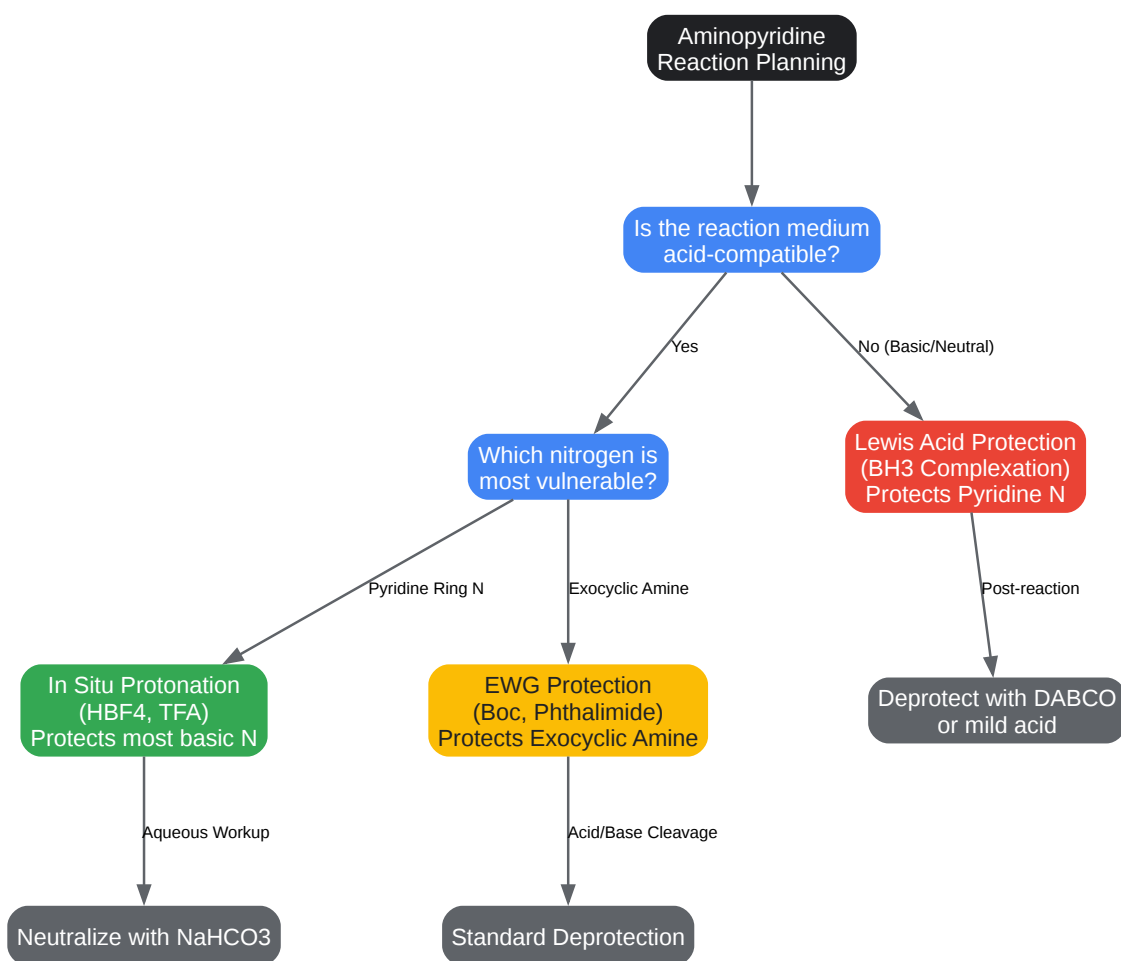 Aminopyridine
Reaction Planning
Is the reaction medium
acid-compatible?
Yes
No (Basic/Neutral)
Which nitrogen is
most vulnerable?
Lewis Acid Protection
(BH3 Complexation)
Protects Pyridine N
Pyridine Ring N
Exocyclic Amine
Post-reaction
In Situ Protonation
(HBF4, TFA)
Protects most basic N
EWG Protection
(Boc, Phthalimide)
Protects Exocyclic Amine
Deprotect with DABCO
or mild acid
Aqueous Workup
Acid/Base Cleavage
Neutralize with NaHCO3
Standard Deprotection